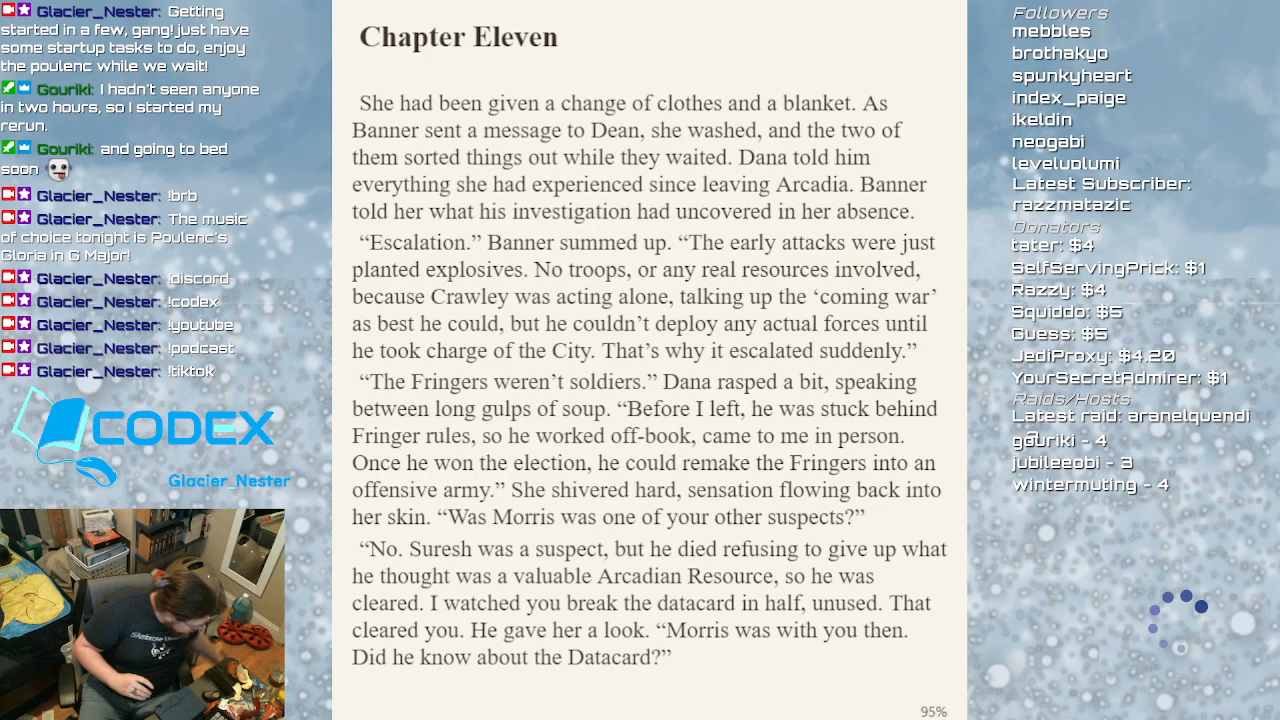 Glacier_Nester: Getting
started in a few, gang! just have
some startup tasks to do, enjoy
the poulenc while we wait!
Gouriki: I hadn't seen anyone
in two hours, so I started my
rerun.
Gouriki: and going to bed
soon
Glacier_Nester: !brb
Glacier_Nester: The music
of choice tonight is Poulenc's
Gloria in G Major!
Glacier_Nester: !discord
Glacier_Nester: !codex
Glacier_Nester: !youtube
Glacier_Nester: !podcast
Glacier_Nester: !tiktok
CODEX
Glacier_Nester
Chapter Eleven
She had been given a change of clothes and a blanket. As
Banner sent a message to Dean, she washed, and the two of
them sorted things out while they waited. Dana told him
everything she had experienced since leaving Arcadia. Banner
told her what his investigation had uncovered in her absence.
“Escalation.” Banner summed up. “The early attacks were just
planted explosives. No troops, or any real resources involved,
because Crawley was acting alone, talking up the ‘coming war’
as best he could, but he couldn’t deploy any actual forces until
he took charge of the City. That’s why it escalated suddenly.”
“The Fringers weren’t soldiers.” Dana rasped a bit, speaking
between long gulps of soup. “Before I left, he was stuck behind
Fringer rules, so he worked off-book, came to me in person.
Once he won the election, he could remake the Fringers into an
offensive army.” She shivered hard, sensation flowing back into
her skin. “Was Morris was one of your other suspects?”
“No. Suresh was a suspect, but he died refusing to give up what
he thought was a valuable Arcadian Resource, so he was
cleared. I watched you break the datacard in half, unused. That
cleared you. He gave her a look. “Morris was with you then.
Did he know about the Datacard?”
95%
Followers
mebbles
brothakyo
spunkyheart
index_paige
ikeldin
neogabi
leveluplumi
Latest Subscriber:
razzmatazic
Donators
tater: $4
SelfServingPrick: $1
Razzy: $4
Squiddo: $5
Guess: $5
JediProxy: $4.20
YourSecretAdmirer: $1
Raids/Hosts
Latest raid: aranelquendi
gouriki - 4
jubileepbi - 3
wintermuting - 4